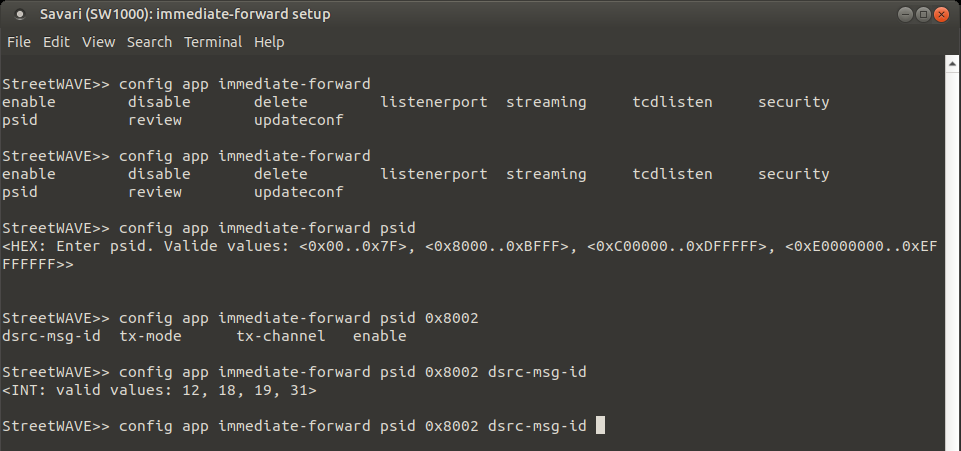 Savari (SW1000): immediate-forward setup
File Edit View Search Terminal Help
StreetWAVE>> config app immediate-forward
enable disable delete listenerport streaming tcdlisten security
psid review updateconf
StreetWAVE>> config app immediate-forward
enable disable delete listenerport streaming tcdlisten security
psid review updateconf
StreetWAVE>> config app immediate-forward psid
<HEX: Enter psid. Valide values: <0x00..0x7F>, <0x8000..0xBFFF>, <0xC00000..0xDFFFFF>, <0xE0000000..0xEF
FFFFFF>>
StreetWAVE>> config app immediate-forward psid 0x8002
dsrc-msg-id tx-mode tx-channel enable
StreetWAVE>> config app immediate-forward psid 0x8002 dsrc-msg-id
<INT: valid values: 12, 18, 19, 31>
StreetWAVE>> config app immediate-forward psid 0x8002 dsrc-msg-id